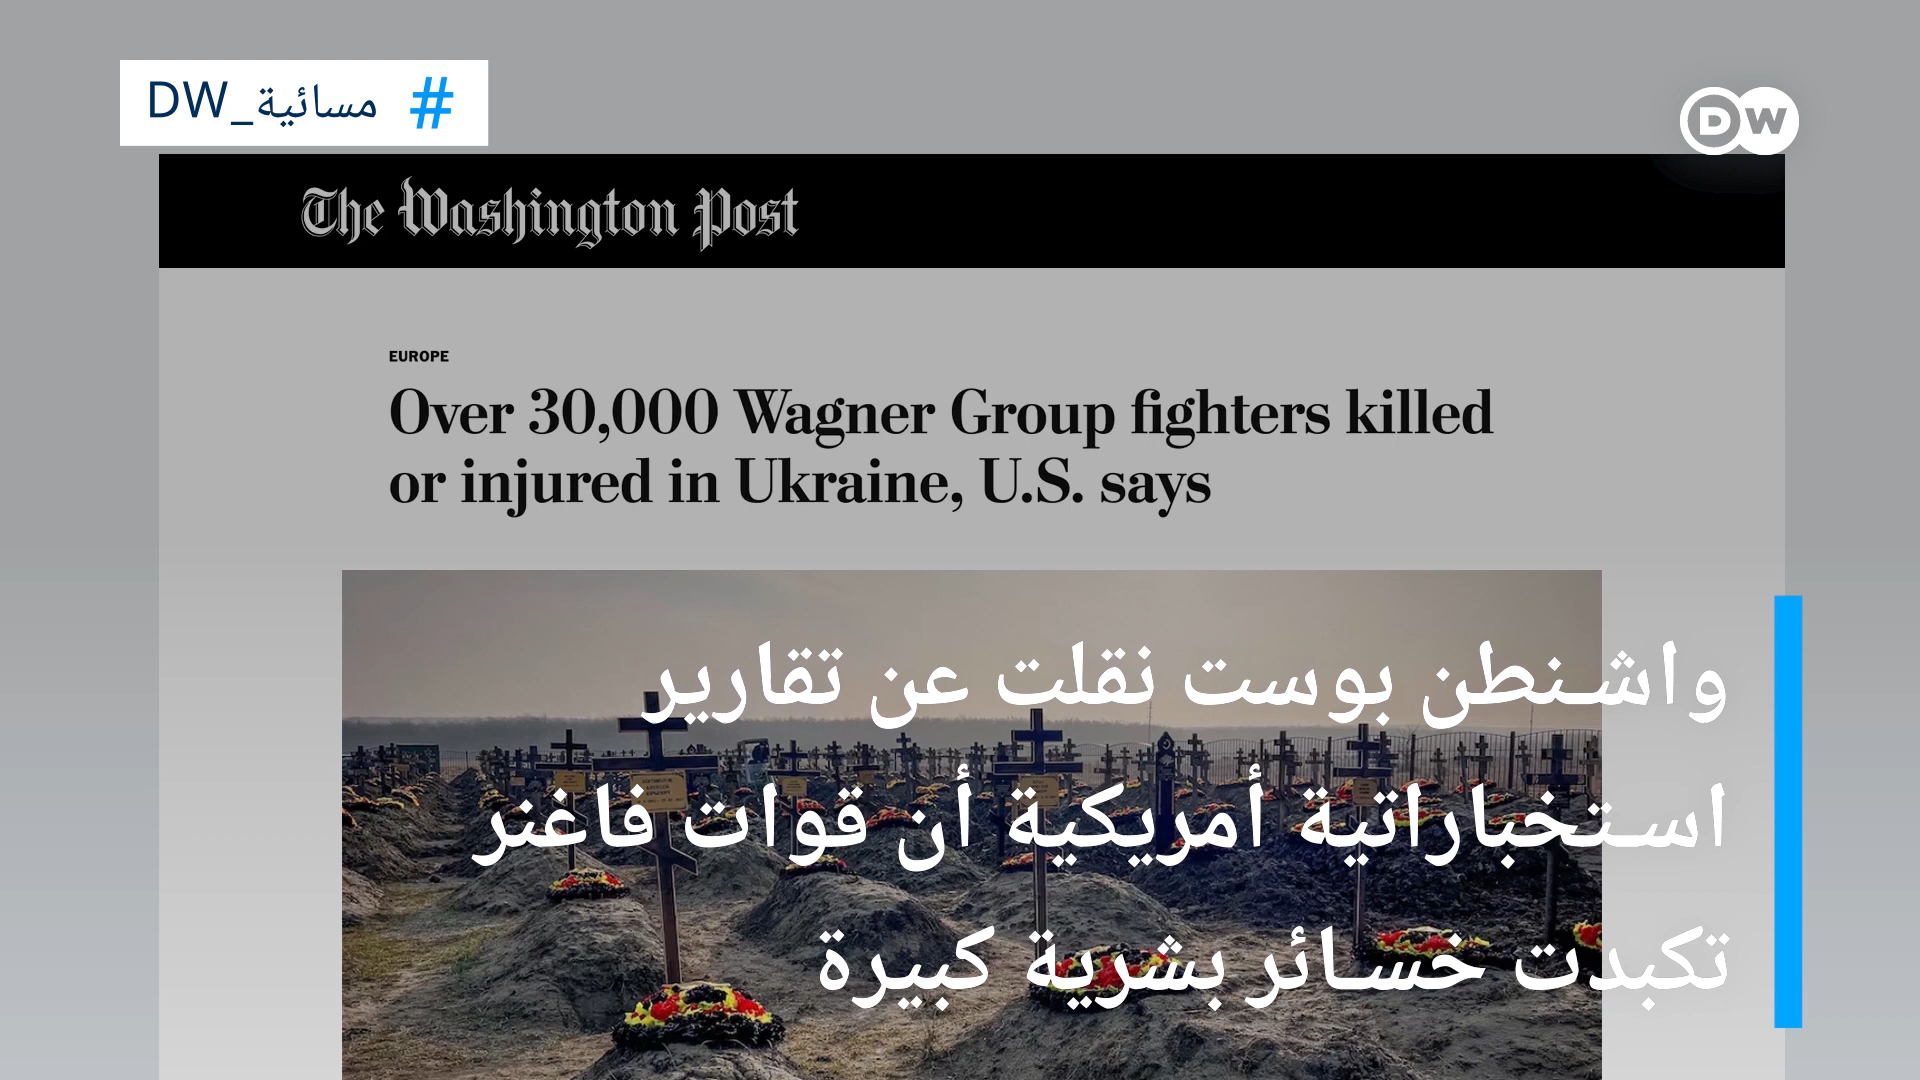 # مسائية_DW
DW
The Washington Post
EUROPE
Over 30,000 Wagner Group fighters killed
or injured in Ukraine, U.S. says
واشنطن بوست نقلت عن تقارير
استخباراتية أمريكية أن قوات فاغنر
تكبدت خسائر بشرية كبيرة